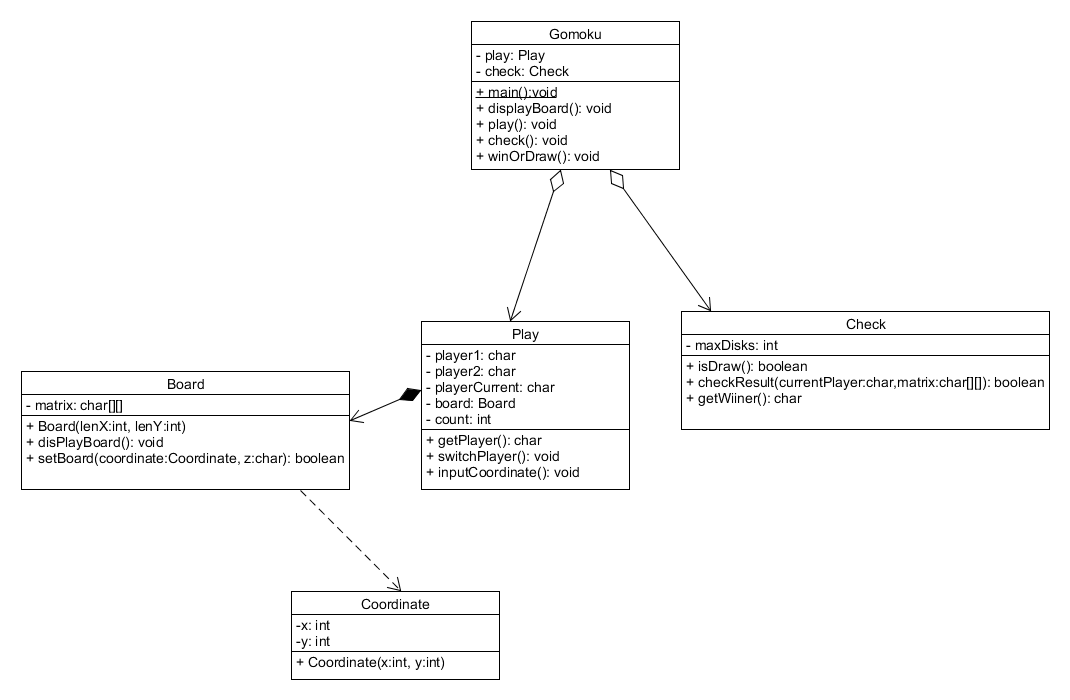 Gomoku
- play: Play
- check: Check
+ main():void
+ displayBoard(): void
+ play(): void
+ check(): void
+ winOrDraw(): void
Play
- player1: char
- player2: char
- playerCurrent: char
- board: Board
- count: int
+ getPlayer(): char
+ switchPlayer(): void
+ inputCoordinate(): void
Check
- maxDisks: int
+ isDraw(): boolean
+ checkResult(currentPlayer:char,matrix:char[][]): boolean
+ getWiiner(): char
Board
- matrix: char[][]
+ Board(lenX:int, lenY:int)
+ disPlayBoard(): void
+ setBoard(coordinate:Coordinate, z:char): boolean
Coordinate
-x: int
-y: int
+ Coordinate(x:int, y:int)